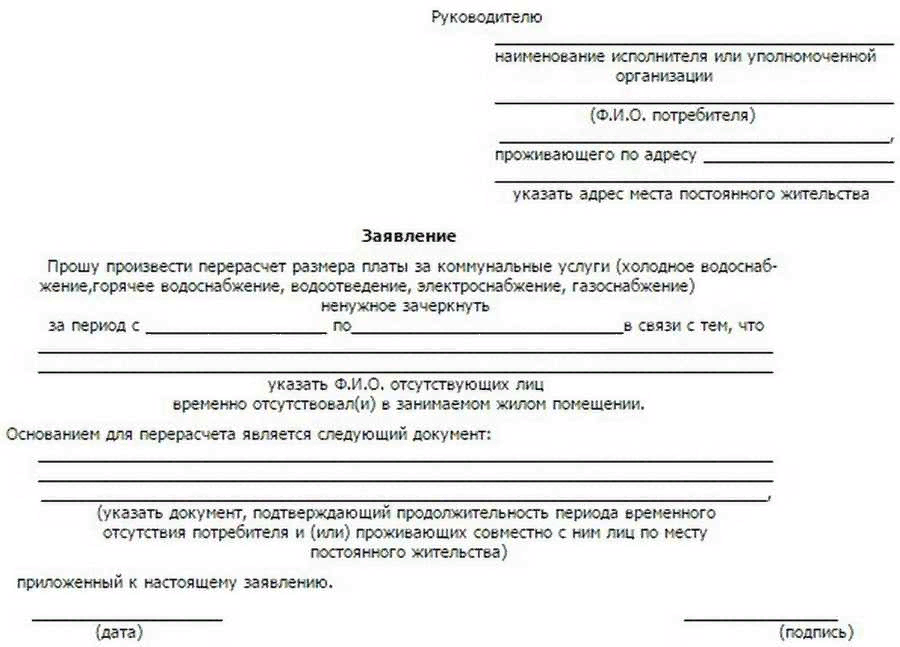 Руководителю
наименование исполнителя или уполномоченной
организации
(Ф.И.О. потребителя)
,
проживающего по адресу
указать адрес места постоянного жительства
Заявление
Прошу произвести перерасчет размера платы за коммунальные услуги (холодное водоснаб-
жение,горячее водоснабжение, водоотведение, электроснабжение, газоснабжение)
ненужное зачеркнуть
за период с ____ по ____ в связи с тем, что
указать Ф.И.О. отсутствующих лиц
временно отсутствовал(и) в занимаемом жилом помещении.
Основанием для перерасчета является следующий документ:
,
(указать документ, подтверждающий продолжительность периода временного
отсутствия потребителя и (или) проживающих совместно с ним лиц по месту
постоянного жительства)
приложенный к настоящему заявлению.
(дата) (подпись)